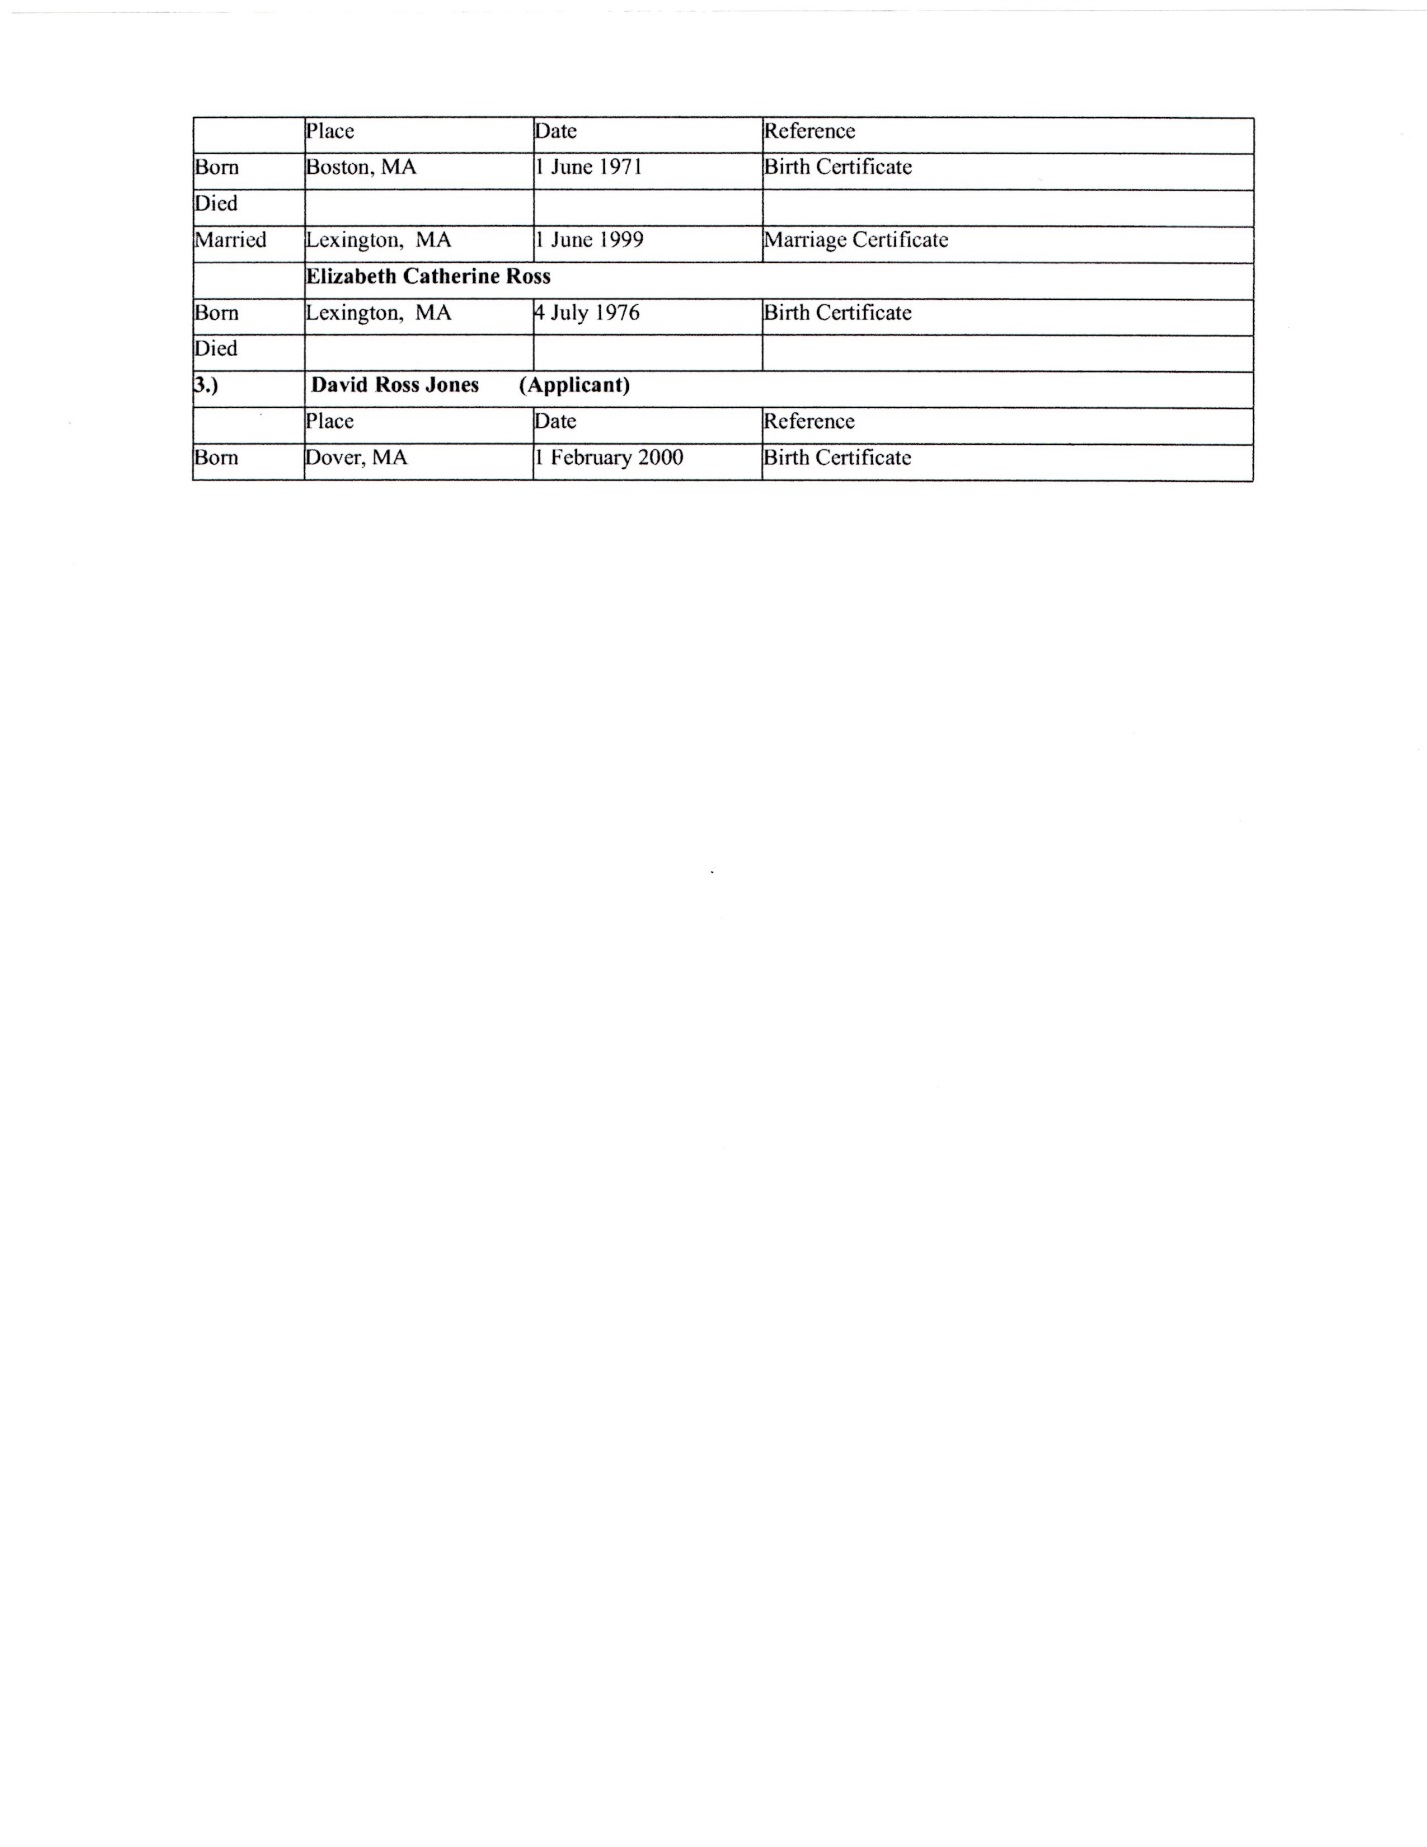 Place Date Reference
Born Boston, MA 1 June 1971 Birth Certificate
Died
Married Lexington, MA 1 June 1999 Marriage Certificate
Elizabeth Catherine Ross
Born Lexington, MA 4 July 1976 Birth Certificate
Died
3.) David Ross Jones (Applicant)
Place Date Reference
Born Dover, MA 1 February 2000 Birth Certificate